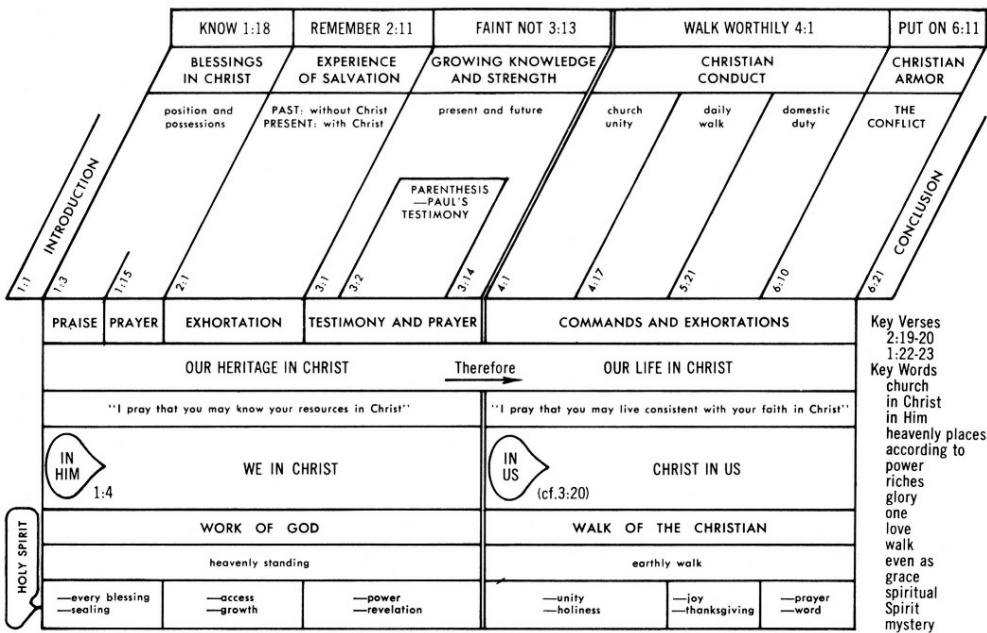 KNOW 1:18 REMEMBER 2:11 FAINT NOT 3:13 WALK WORTHILY 4:1 PUT ON 6:11
BLESSINGS
IN CHRIST
EXPERIENCE
OF SALVATION
GROWING KNOWLEDGE
AND STRENGTH
CHRISTIAN
CONDUCT
CHRISTIAN
ARMOR
position and
possessions
PAST: without Christ
PRESENT: with Christ
present and future
church
unity
daily
walk
domestic
duty
THE
CONFLICT
PARENTHESIS
—PAUL'S
TESTIMONY
INTRODUCTION
CONCLUSION
1:1 1:3 1:15 2:1 3:1 3:2 3:14 4:1 4:17 5:21 6:10 6:21
PRAISE PRAYER EXHORTATION TESTIMONY AND PRAYER COMMANDS AND EXHORTATIONS
OUR HERITAGE IN CHRIST Therefore OUR LIFE IN CHRIST
"I pray that you may know your resources in Christ" "I pray that you may live consistent with your faith in Christ"
IN
HIM
1:4
WE IN CHRIST
IN
US
(cf.3:20)
CHRIST IN US
WORK OF GOD WALK OF THE CHRISTIAN
heavenly standing earthly walk
HOLY SPIRIT
—every blessing
—sealing
—access
—growth
—power
—revelation
—unity
—holiness
—joy
—thanksgiving
—prayer
—word
Key Verses
2:19-20
1:22-23
Key Words
church
in Christ
in Him
heavenly places
according to
power
riches
glory
one
love
walk
even as
grace
spiritual
Spirit
mystery